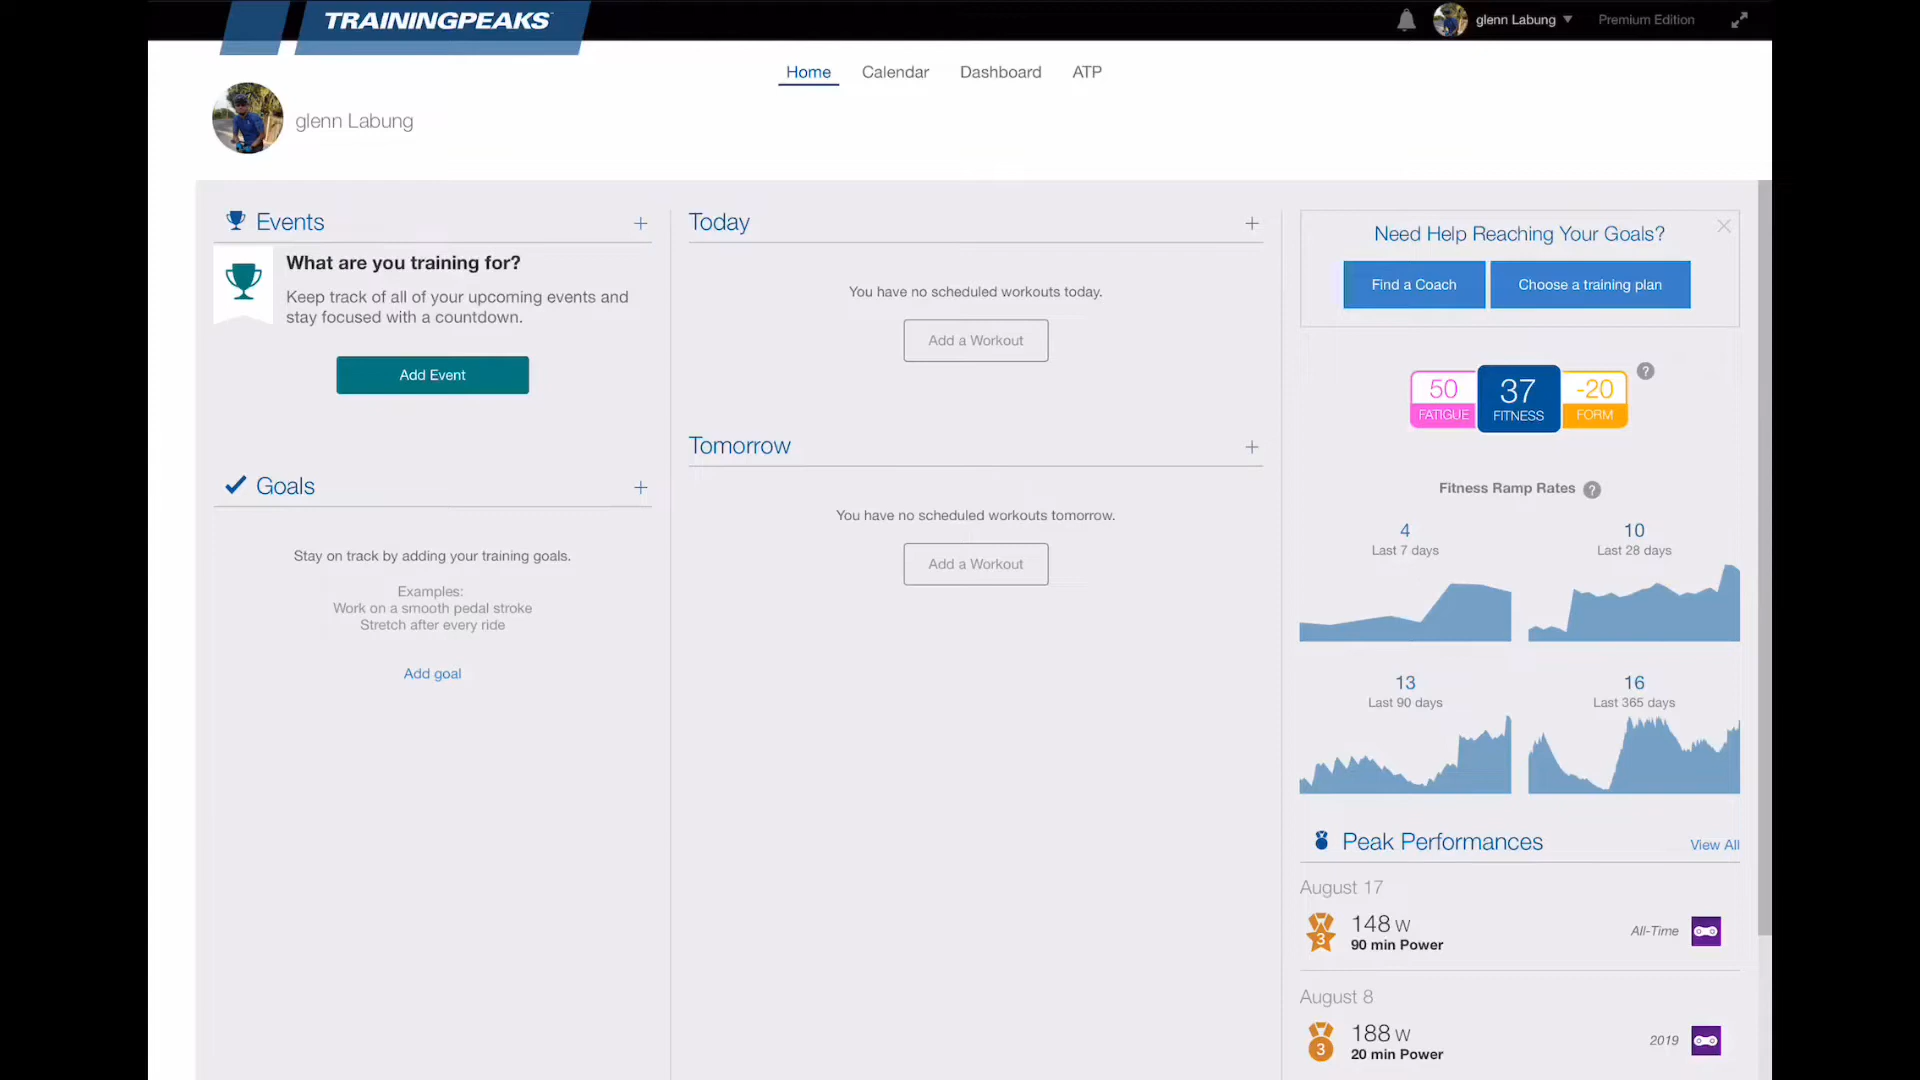 TRAININGPEAKS
glenn Labung
Premium Edition
Home
Calendar
Dashboard
ATP
glenn Labung
Events
+
What are you training for?
Keep track of all of your upcoming events and
stay focused with a countdown.
Add Event
Goals
+
Stay on track by adding your training goals.
Examples:
Work on a smooth pedal stroke
Stretch after every ride
Add goal
Today
+
You have no scheduled workouts today.
Add a Workout
Tomorrow
+
You have no scheduled workouts tomorrow.
Add a Workout
Need Help Reaching Your Goals?
Find a Coach
Choose a training plan
50
FATIGUE
37
FITNESS
-20
FORM
?
Fitness Ramp Rates ?
4
Last 7 days
10
Last 28 days
13
Last 90 days
16
Last 365 days
Peak Performances
View All
August 17
3
148 W
90 min Power
All-Time
August 8
3
188 W
20 min Power
2019